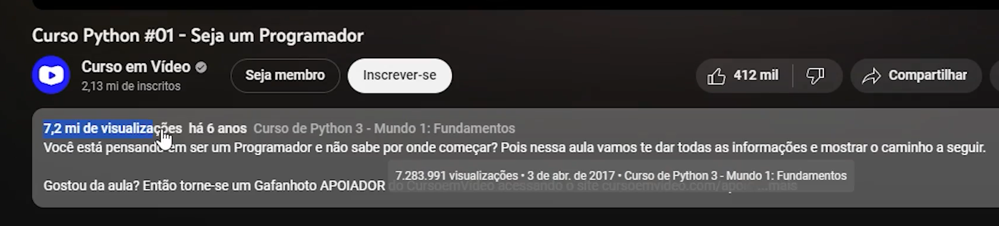 Curso Python #01 - Seja um Programador
Curso em Vídeo
2,13 mi de inscritos
Seja membro
Inscrever-se
412 mil
Compartilhar
7,2 mi de visualizações há 6 anos Curso de Python 3 - Mundo 1: Fundamentos
Você está pensando em ser um Programador e não sabe por onde começar? Pois nessa aula vamos te dar todas as informações e mostrar o caminho a seguir.
7.283.991 visualizações • 3 de abr. de 2017 • Curso de Python 3 - Mundo 1: Fundamentos
Gostou da aula? Então torne-se um Gafanhoto APOIADOR do CursoemVídeo acessando o site cursoemvideo.com/apo ...mais